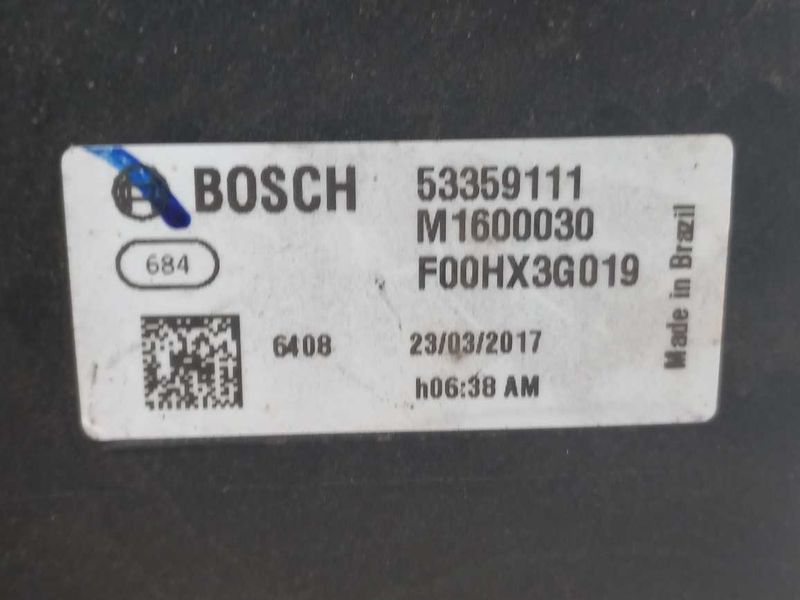 BOSCH
53359111
M1600030
684
F00HX3G019
Made in Brazil
6408
23/03/2017
h06:38 AM